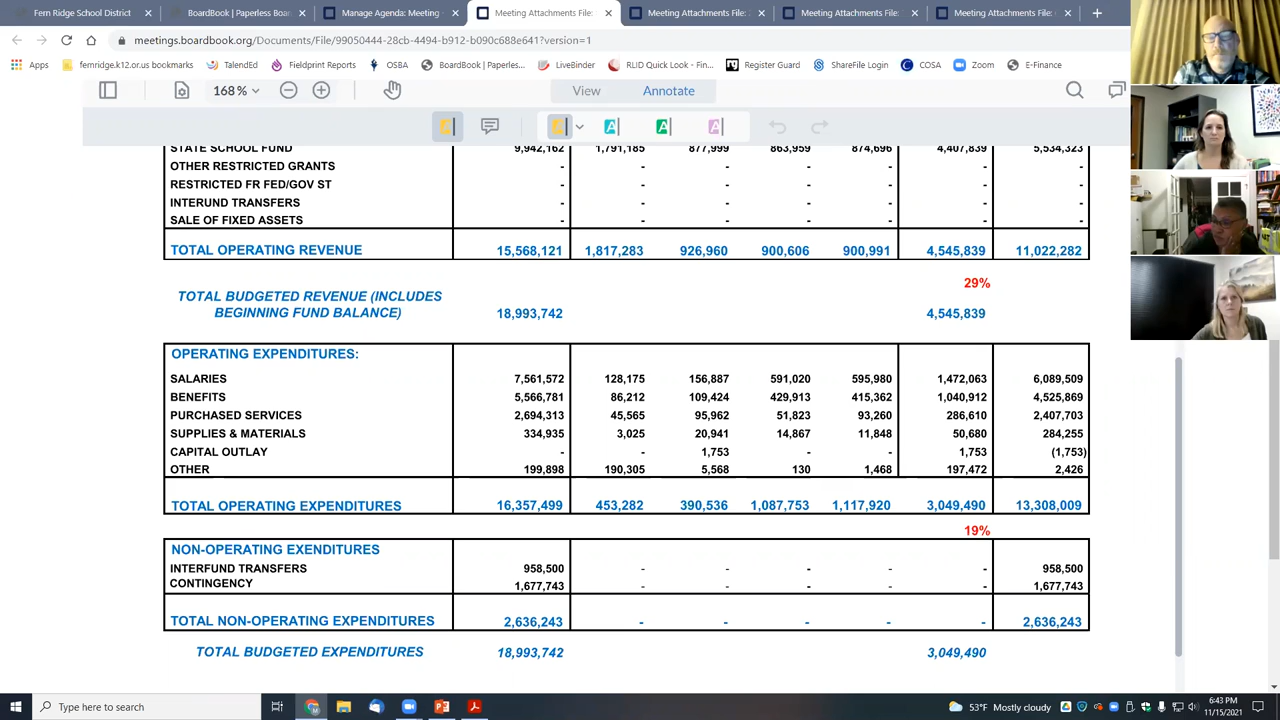 Fern Ridge School District
BoardBook - Paperless Board
Manage Agenda: Meeting -
Meeting Attachments File:
Meeting Attachments File:
Meeting Attachments File:
Meeting Attachments File:
meetings.boardbook.org/Documents/File/99050444-28cb-4494-b912-b090c688e641?version=1
Apps fernridge.k12.or.us bookmarks TalendEd Fieldprint Reports OSBA BoardBook | Paperles... LiveBinder RLID Quick Look - Fin... Register Guard ShareFile Login COSA Zoom E-Finance
168% View Annotate
STATE SCHOOL FUND 9,942,162 1,791,185 877,999 863,959 874,696 4,407,839 5,534,323
OTHER RESTRICTED GRANTS - - - - - - -
RESTRICTED FR FED/GOV ST - - - - - - -
INTERUND TRANSFERS - - - - - - -
SALE OF FIXED ASSETS - - - - - - -
TOTAL OPERATING REVENUE 15,568,121 1,817,283 926,960 900,606 900,991 4,545,839 11,022,282
29%
TOTAL BUDGETED REVENUE (INCLUDES
BEGINNING FUND BALANCE) 18,993,742 4,545,839
OPERATING EXPENDITURES:
SALARIES 7,561,572 128,175 156,887 591,020 595,980 1,472,063 6,089,509
BENEFITS 5,566,781 86,212 109,424 429,913 415,362 1,040,912 4,525,869
PURCHASED SERVICES 2,694,313 45,565 95,962 51,823 93,260 286,610 2,407,703
SUPPLIES & MATERIALS 334,935 3,025 20,941 14,867 11,848 50,680 284,255
CAPITAL OUTLAY - - 1,753 - - 1,753 (1,753)
OTHER 199,898 190,305 5,568 130 1,468 197,472 2,426
TOTAL OPERATING EXPENDITURES 16,357,499 453,282 390,536 1,087,753 1,117,920 3,049,490 13,308,009
19%
NON-OPERATING EXENDITURES
INTERFUND TRANSFERS 958,500 - - - - - 958,500
CONTINGENCY 1,677,743 - - - - - 1,677,743
TOTAL NON-OPERATING EXPENDITURES 2,636,243 - - - - - 2,636,243
TOTAL BUDGETED EXPENDITURES 18,993,742 3,049,490
Type here to search
53°F Mostly cloudy
6:43 PM
11/15/2021